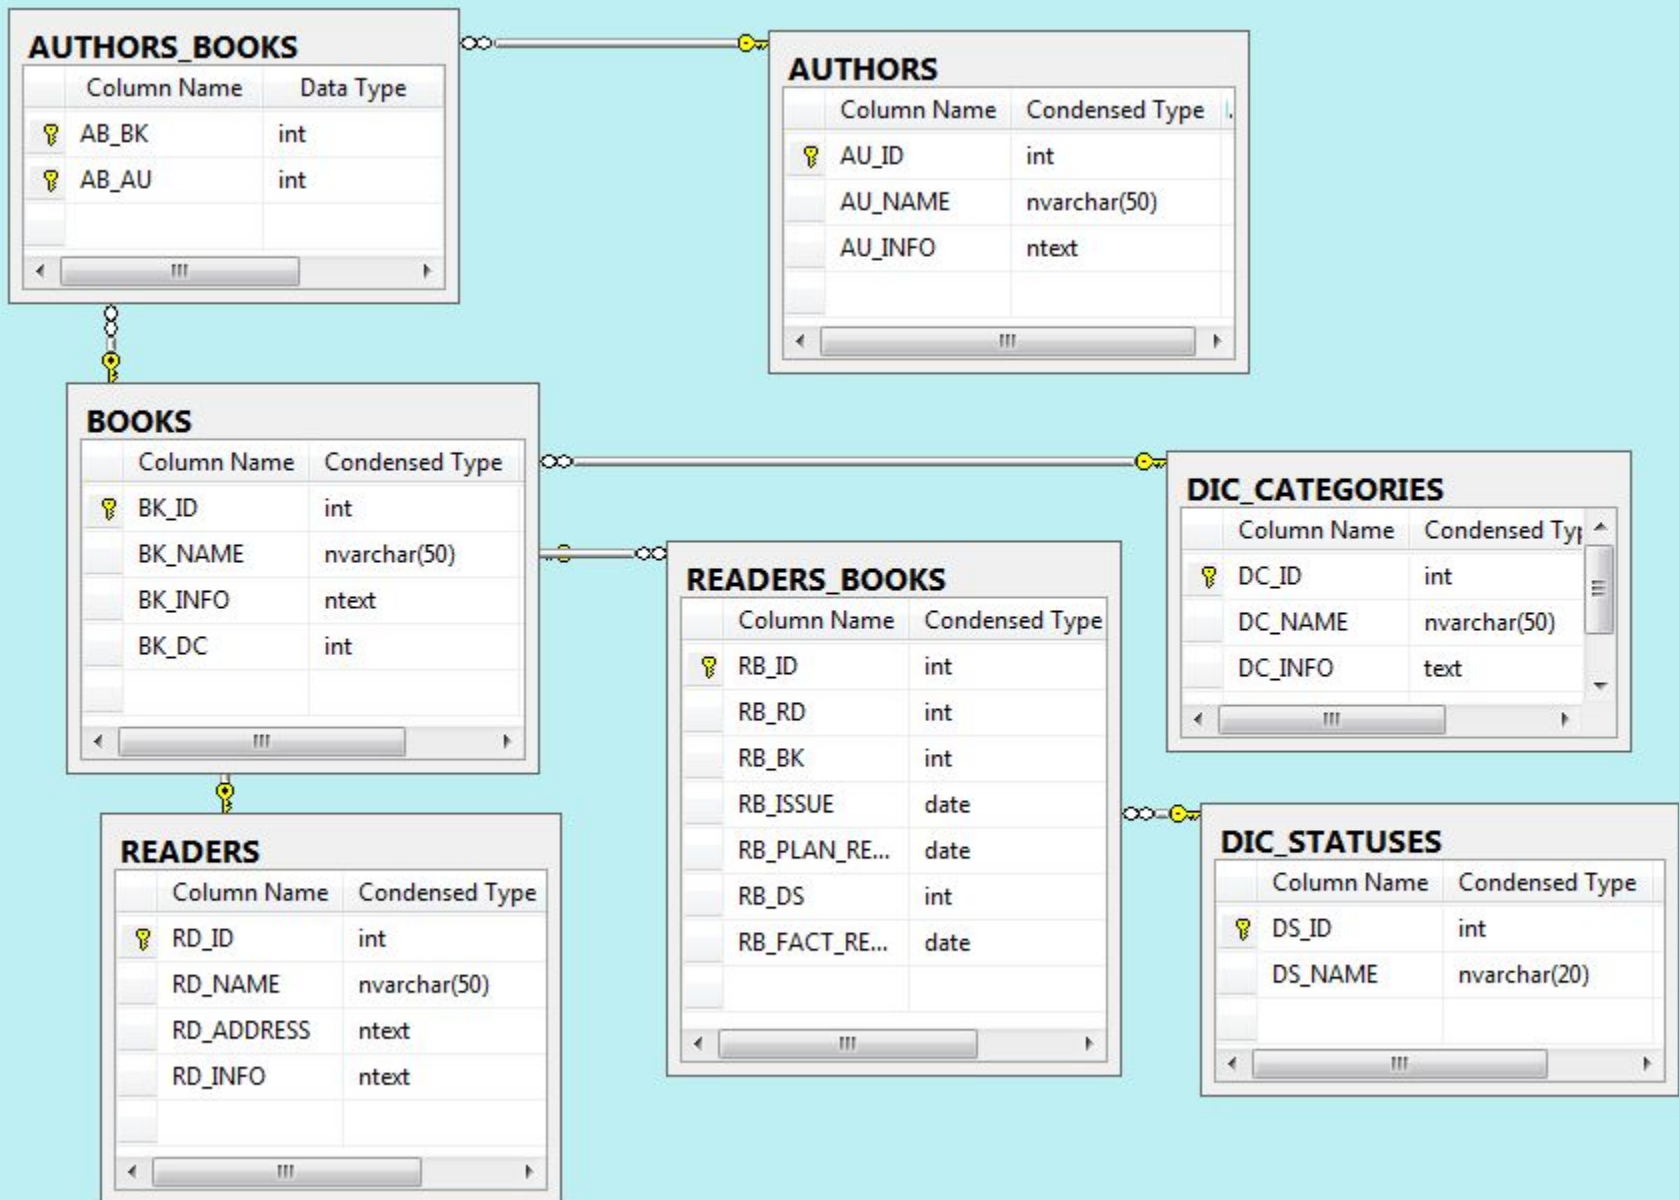 AUTHORS_BOOKS
Column Name Data Type
AB_BK int
AB_AU int
AUTHORS
Column Name Condensed Type
AU_ID int
AU_NAME nvarchar(50)
AU_INFO ntext
BOOKS
Column Name Condensed Type
BK_ID int
BK_NAME nvarchar(50)
BK_INFO ntext
BK_DC int
DIC_CATEGORIES
Column Name Condensed Typ
DC_ID int
DC_NAME nvarchar(50)
DC_INFO text
READERS_BOOKS
Column Name Condensed Type
RB_ID int
RB_RD int
RB_BK int
RB_ISSUE date
RB_PLAN_RE... date
RB_DS int
RB_FACT_RE... date
READERS
Column Name Condensed Type
RD_ID int
RD_NAME nvarchar(50)
RD_ADDRESS ntext
RD_INFO ntext
DIC_STATUSES
Column Name Condensed Type
DS_ID int
DS_NAME nvarchar(20)